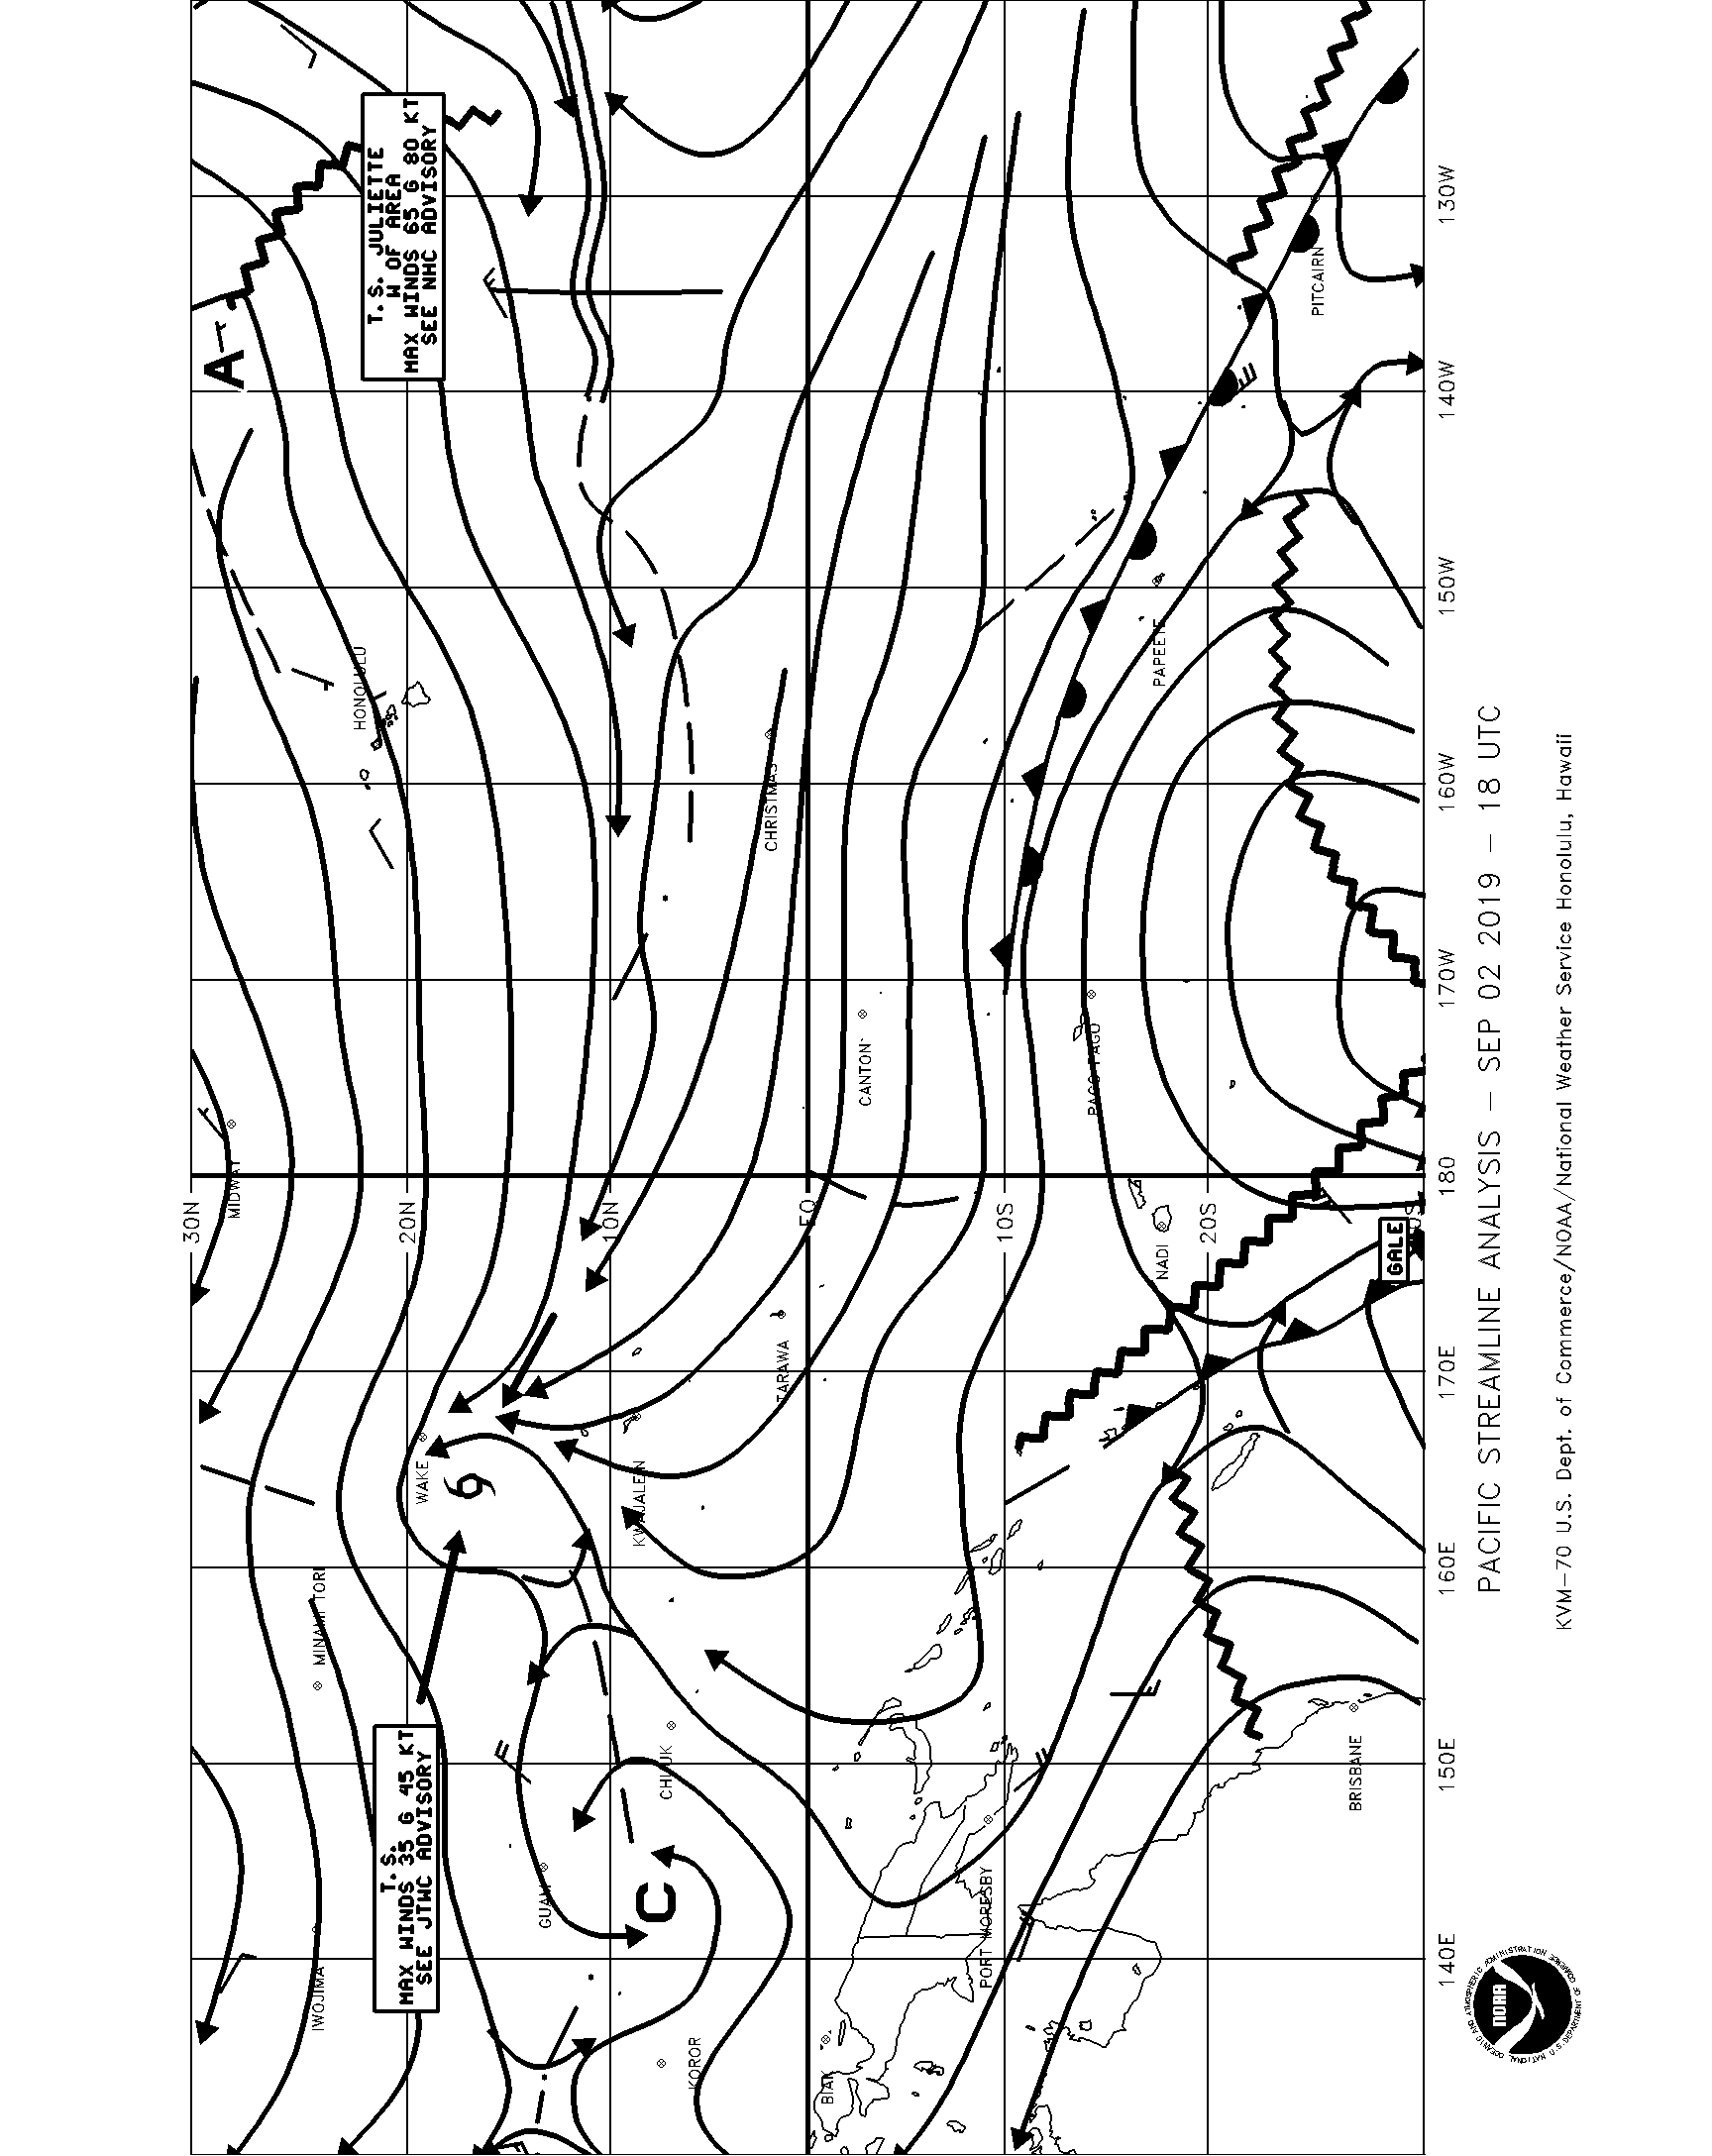 T.S. JULIETTE
W OF AREA
MAX WINDS 65 G 80 KT
SEE NHC ADVISORY
A
T.S.
MAX WINDS 35 G 45 KT
SEE JTWC ADVISORY
C
GALE
30N
20N
10N
EQ
10S
20S
140E
150E
160E
170E
180
170W
160W
150W
140W
130W
IWOJIMA
MINAMI TORI
WAKE
MIDWAY
HONOLULU
GUAM
CHUUK
KOROR
KWAJALEIN
TARAWA
CHRISTMAS
CANTON
BIAK
PORT MORESBY
NADI
PAGO PAGO
PAPEETE
PITCAIRN
BRISBANE
PACIFIC STREAMLINE ANALYSIS – SEP 02 2019 – 18 UTC
KVM–70 U.S. Dept. of Commerce/NOAA/National Weather Service Honolulu, Hawaii
NOAA
NATIONAL OCEANIC AND ATMOSPHERIC ADMINISTRATION
U.S. DEPARTMENT OF COMMERCE